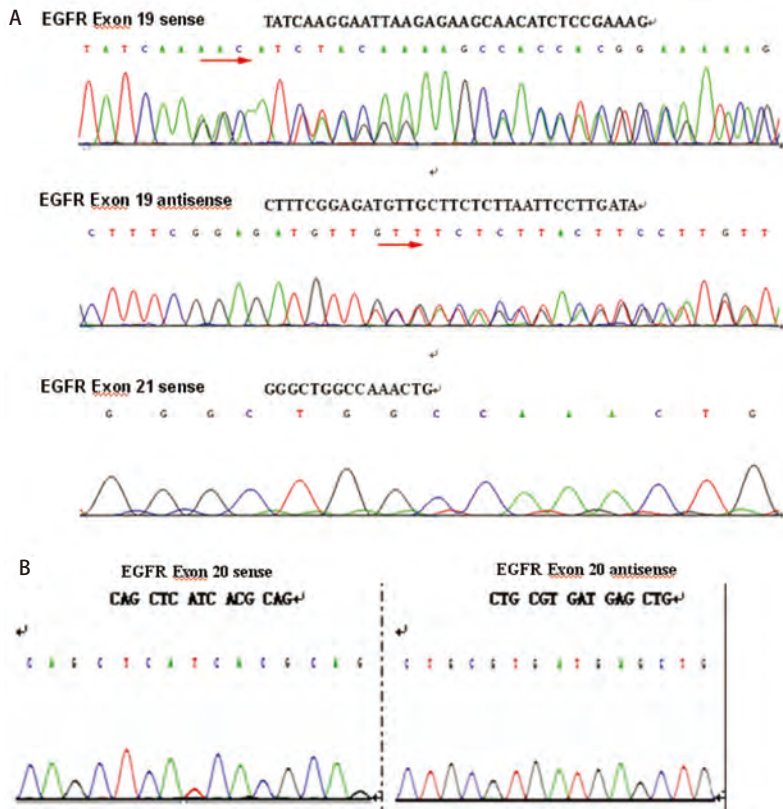 A
EGFR Exon 19 sense TATCAAGGAATTAAGAGAAGCAACATCTCCGAAAG
T A T C A A A A C A T C T A C A A A A G C C A C C A C G G A A A A A G
EGFR Exon 19 antisense CTTTCGGAGATGTTGCTTCTCTTAATTCCTTGATA
C T T T C G G A G A T G T T G T T T C T C T T A C T T C C T T G T T
EGFR Exon 21 sense GGGCTGGCCAAACTG
G G G C T G G C C A A A C T G
B
EGFR Exon 20 sense
CAG CTC ATC ACG CAG
C A G C T C A T C A C G C A G
EGFR Exon 20 antisense
CTG CGT GAT GAG CTG
C T G C G T G A T G A G C T G